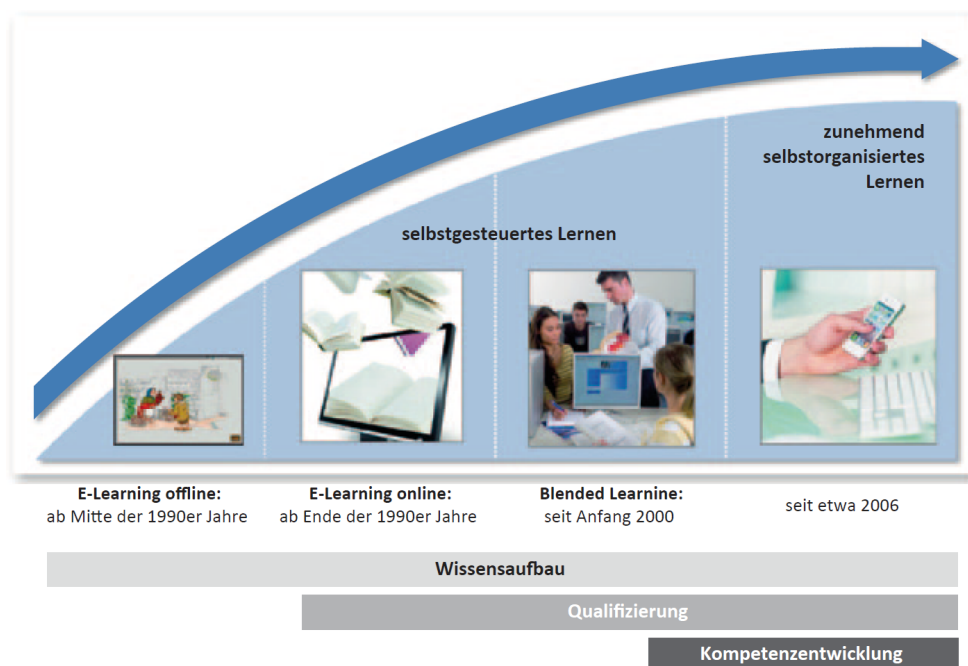 zunehmend
selbstorganisiertes
Lernen
selbstgesteuertes Lernen
E-Learning offline:
ab Mitte der 1990er Jahre
E-Learning online:
ab Ende der 1990er Jahre
Blended Learnine:
seit Anfang 2000
seit etwa 2006
Wissensaufbau
Qualifizierung
Kompetenzentwicklung